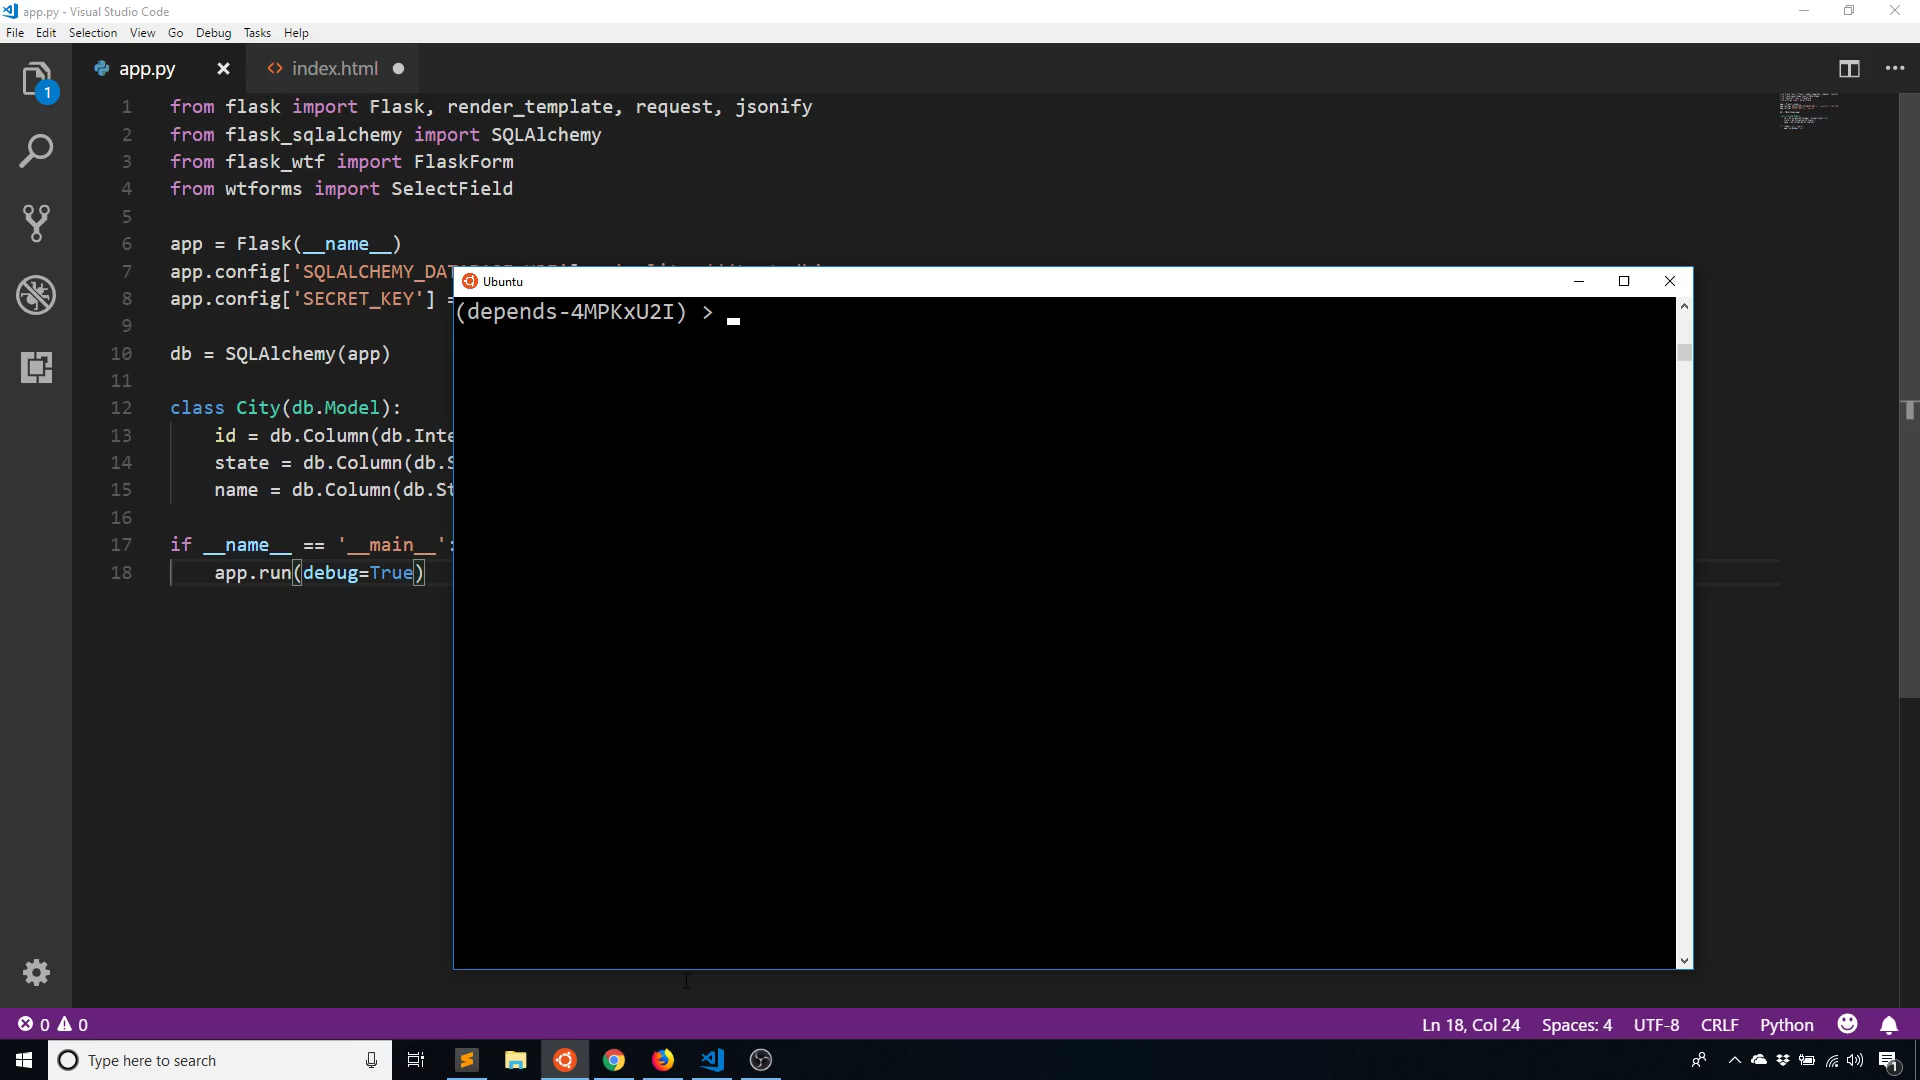 app.py - Visual Studio Code
File Edit Selection View Go Debug Tasks Help
1
app.py
<> index.html
1 from flask import Flask, render_template, request, jsonify
2 from flask_sqlalchemy import SQLAlchemy
3 from flask_wtf import FlaskForm
4 from wtforms import SelectField
5
6 app = Flask(__name__)
7 app.config['SQLALCHEMY_DA
8 app.config['SECRET_KEY'] =
9
10 db = SQLAlchemy(app)
11
12 class City(db.Model):
13 id = db.Column(db.Inte
14 state = db.Column(db.S
15 name = db.Column(db.St
16
17 if __name__ == '__main__':
18 app.run(debug=True)
Ubuntu
(depends-4MPKxU2I) >
0 0
Ln 18, Col 24 Spaces: 4 UTF-8 CRLF Python
Type here to search
1